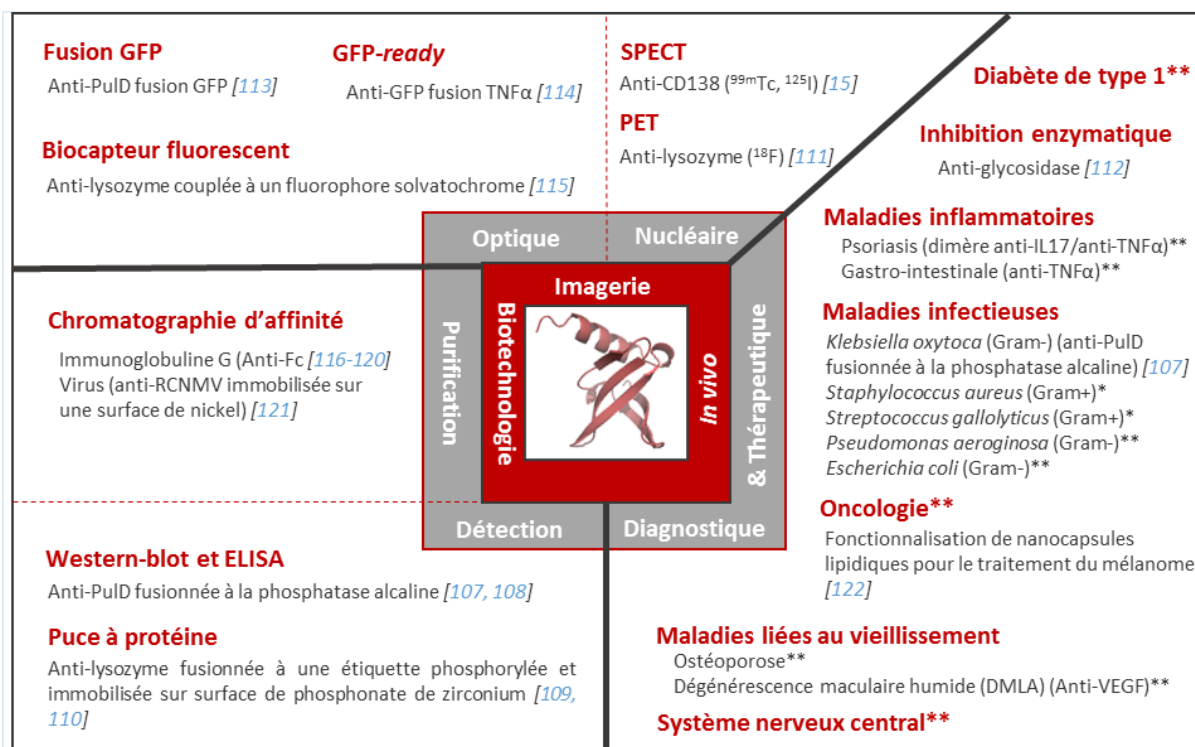 Fusion GFP
Anti-PulD fusion GFP [113]
GFP-ready
Anti-GFP fusion TNFα [114]
Biocapteur fluorescent
Anti-lysozyme couplée à un fluorophore solvatochrome [115]
SPECT
Anti-CD138 (⁹⁹ᵐTc, ¹²⁵I) [15]
PET
Anti-lysozyme (¹⁸F) [111]
Diabète de type 1**
Inhibition enzymatique
Anti-glycosidase [112]
Maladies inflammatoires
Psoriasis (dimère anti-IL17/anti-TNFα)**
Gastro-intestinale (anti-TNFα)**
Maladies infectieuses
Klebsiella oxytoca (Gram-) (anti-PulD
fusionnée à la phosphatase alcaline) [107]
Staphylococcus aureus (Gram+)*
Streptococcus gallolyticus (Gram+)*
Pseudomonas aeroginosa (Gram-)**
Escherichia coli (Gram-)**
Oncologie**
Fonctionnalisation de nanocapsules
lipidiques pour le traitement du mélanome
[122]
Maladies liées au vieillissement
Ostéoporose**
Dégénérescence maculaire humide (DMLA) (Anti-VEGF)**
Système nerveux central**
Optique
Nucléaire
Imagerie
Biotechnologie
In vivo
Purification
& Thérapeutique
Détection
Diagnostique
Chromatographie d'affinité
Immunoglobuline G (Anti-Fc [116-120]
Virus (anti-RCNMV immobilisée sur
une surface de nickel) [121]
Western-blot et ELISA
Anti-PulD fusionnée à la phosphatase alcaline [107, 108]
Puce à protéine
Anti-lysozyme fusionnée à une étiquette phosphorylée et
immobilisée sur surface de phosphonate de zirconium [109,
110]